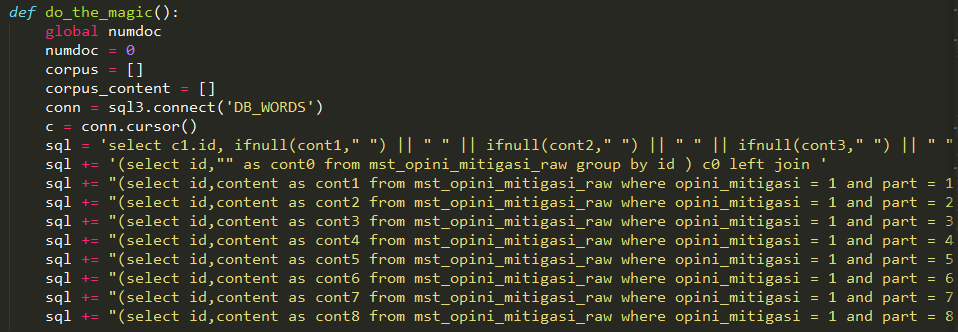 def do_the_magic():
    global numdoc
    numdoc = 0
    corpus = []
    corpus_content = []
    conn = sql3.connect('DB_WORDS')
    c = conn.cursor()
    sql = 'select c1.id, ifnull(cont1," ") || " " || ifnull(cont2," ") || " " || ifnull(cont3," ") || " "
    sql += '(select id,"" as cont0 from mst_opini_mitigasi_raw group by id ) c0 left join '
    sql += "(select id,content as cont1 from mst_opini_mitigasi_raw where opini_mitigasi = 1 and part = 1
    sql += "(select id,content as cont2 from mst_opini_mitigasi_raw where opini_mitigasi = 1 and part = 2
    sql += "(select id,content as cont3 from mst_opini_mitigasi_raw where opini_mitigasi = 1 and part = 3
    sql += "(select id,content as cont4 from mst_opini_mitigasi_raw where opini_mitigasi = 1 and part = 4
    sql += "(select id,content as cont5 from mst_opini_mitigasi_raw where opini_mitigasi = 1 and part = 5
    sql += "(select id,content as cont6 from mst_opini_mitigasi_raw where opini_mitigasi = 1 and part = 6
    sql += "(select id,content as cont7 from mst_opini_mitigasi_raw where opini_mitigasi = 1 and part = 7
    sql += "(select id,content as cont8 from mst_opini_mitigasi_raw where opini_mitigasi = 1 and part = 8